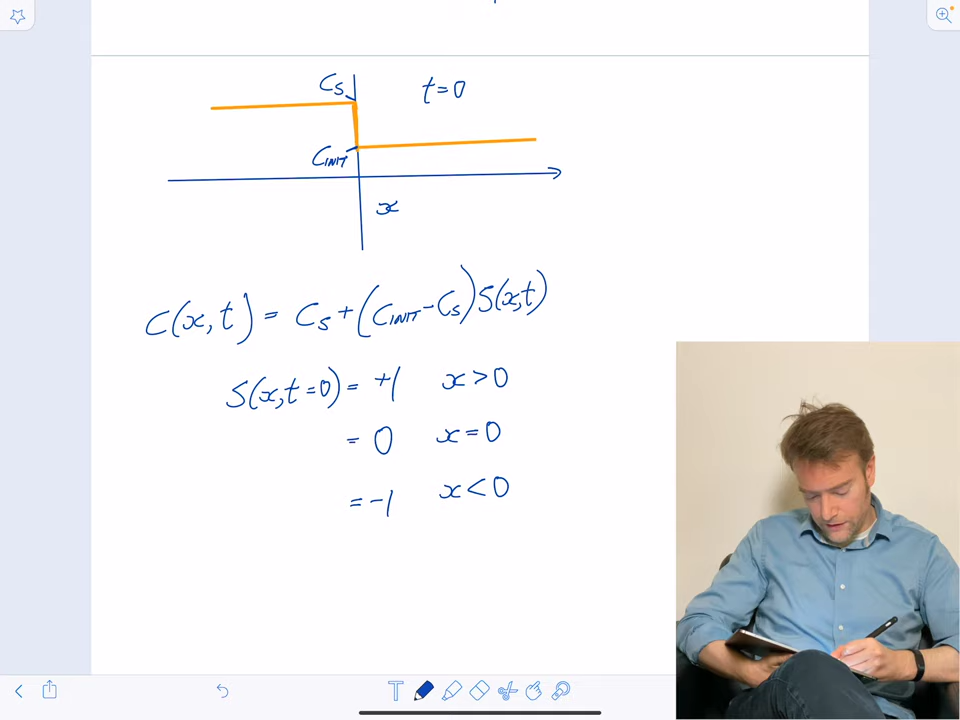 C_S t=0
C_INIT
x
C(x,t) = C_S + (C_INIT - C_S) S(x,t)
S(x,t=0) = +1 x>0
= 0 x=0
= -1 x<0
T